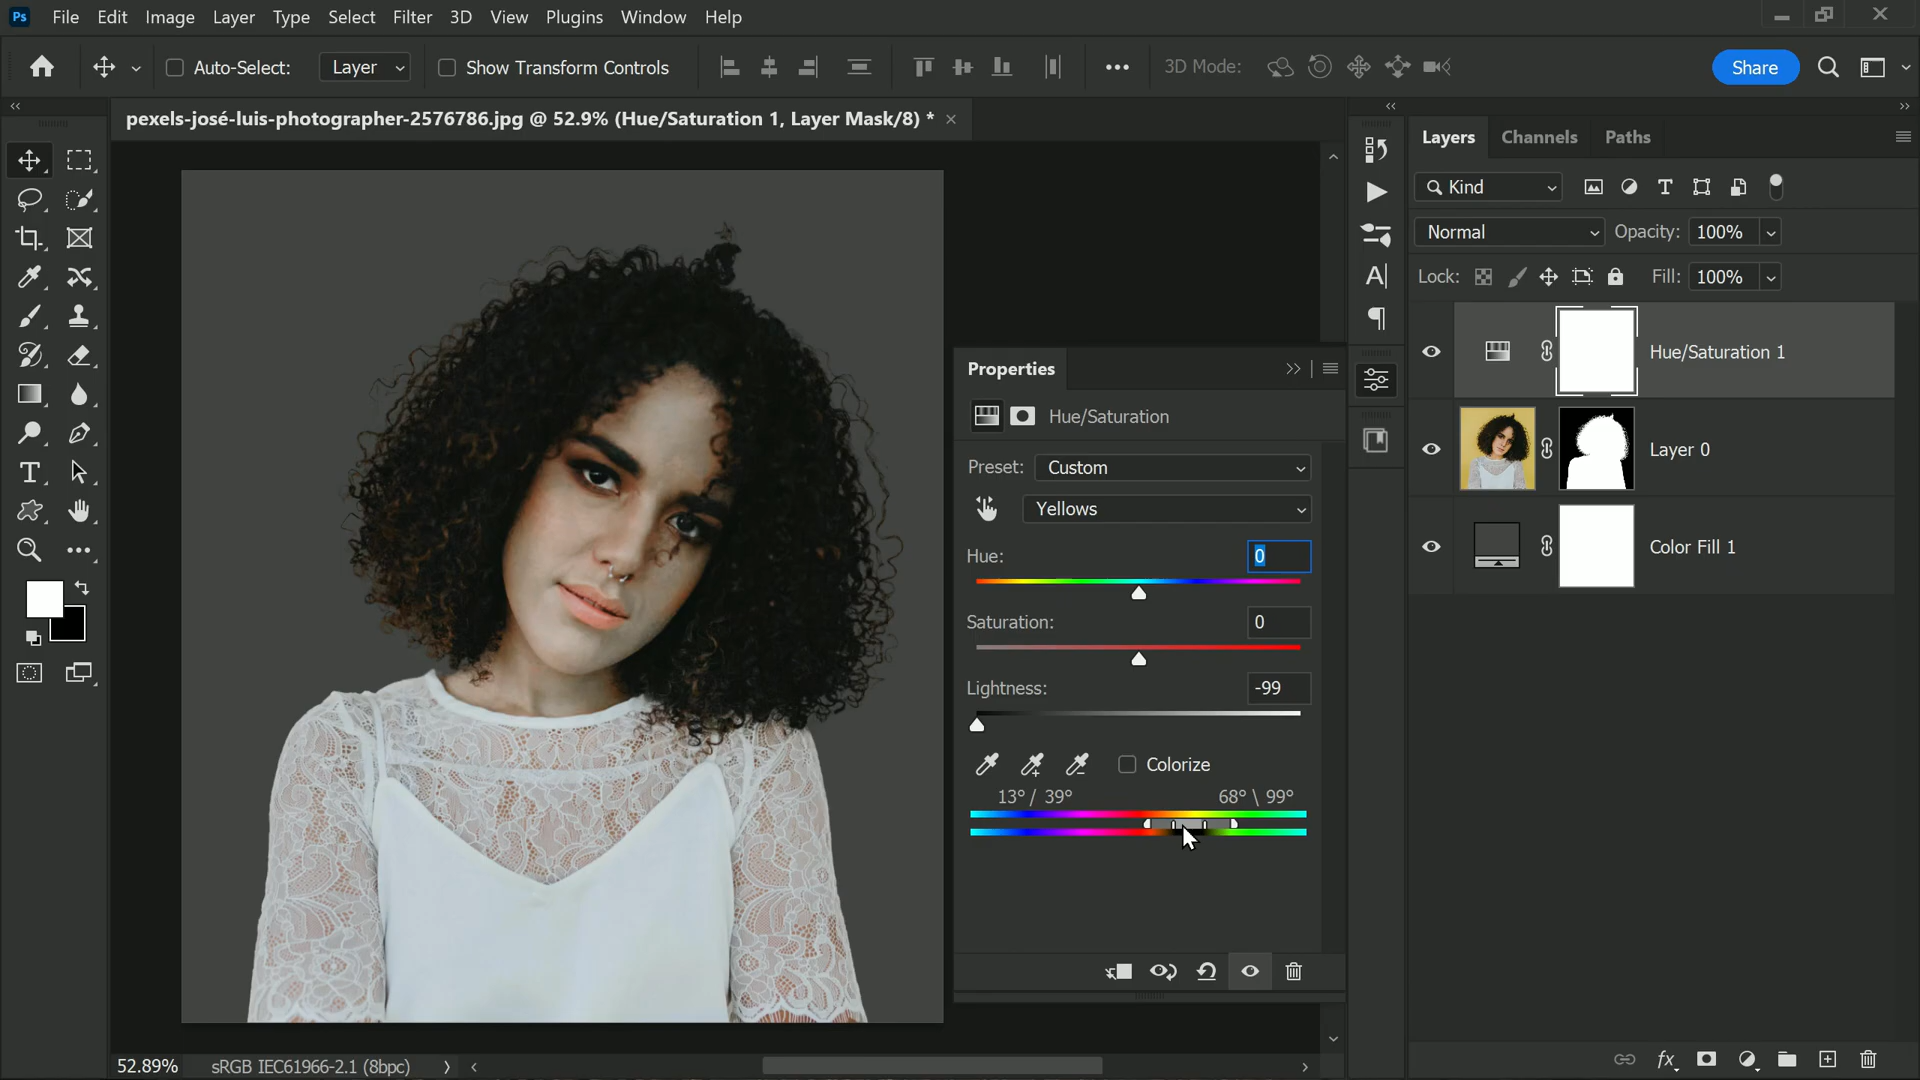 Ps File Edit Image Layer Type Select Filter 3D View Plugins Window Help
Auto-Select: Layer Show Transform Controls 3D Mode: Share
pexels-josé-luis-photographer-2576786.jpg @ 52.9% (Hue/Saturation 1, Layer Mask/8) *
Layers Channels Paths
Kind
Normal Opacity: 100%
Lock: Fill: 100%
Hue/Saturation 1
Layer 0
Color Fill 1
Properties
Hue/Saturation
Preset: Custom
Yellows
Hue: 0
Saturation: 0
Lightness: -99
Colorize
13° / 39° 68° \ 99°
52.89% sRGB IEC61966-2.1 (8bpc)
fx